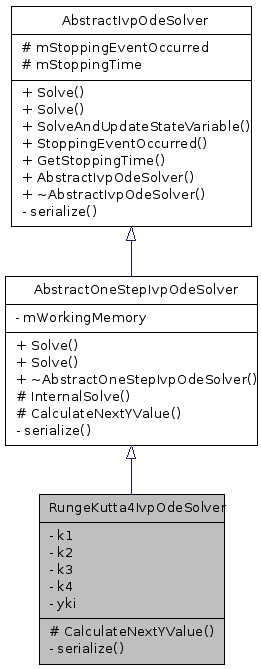 AbstractIvpOdeSolver
# mStoppingEventOccurred
# mStoppingTime
+ Solve()
+ Solve()
+ SolveAndUpdateStateVariable()
+ StoppingEventOccurred()
+ GetStoppingTime()
+ AbstractIvpOdeSolver()
+ ~AbstractIvpOdeSolver()
- serialize()
AbstractOneStepIvpOdeSolver
- mWorkingMemory
+ Solve()
+ Solve()
+ ~AbstractOneStepIvpOdeSolver()
# InternalSolve()
# CalculateNextYValue()
- serialize()
RungeKutta4IvpOdeSolver
- k1
- k2
- k3
- k4
- yki
# CalculateNextYValue()
- serialize()